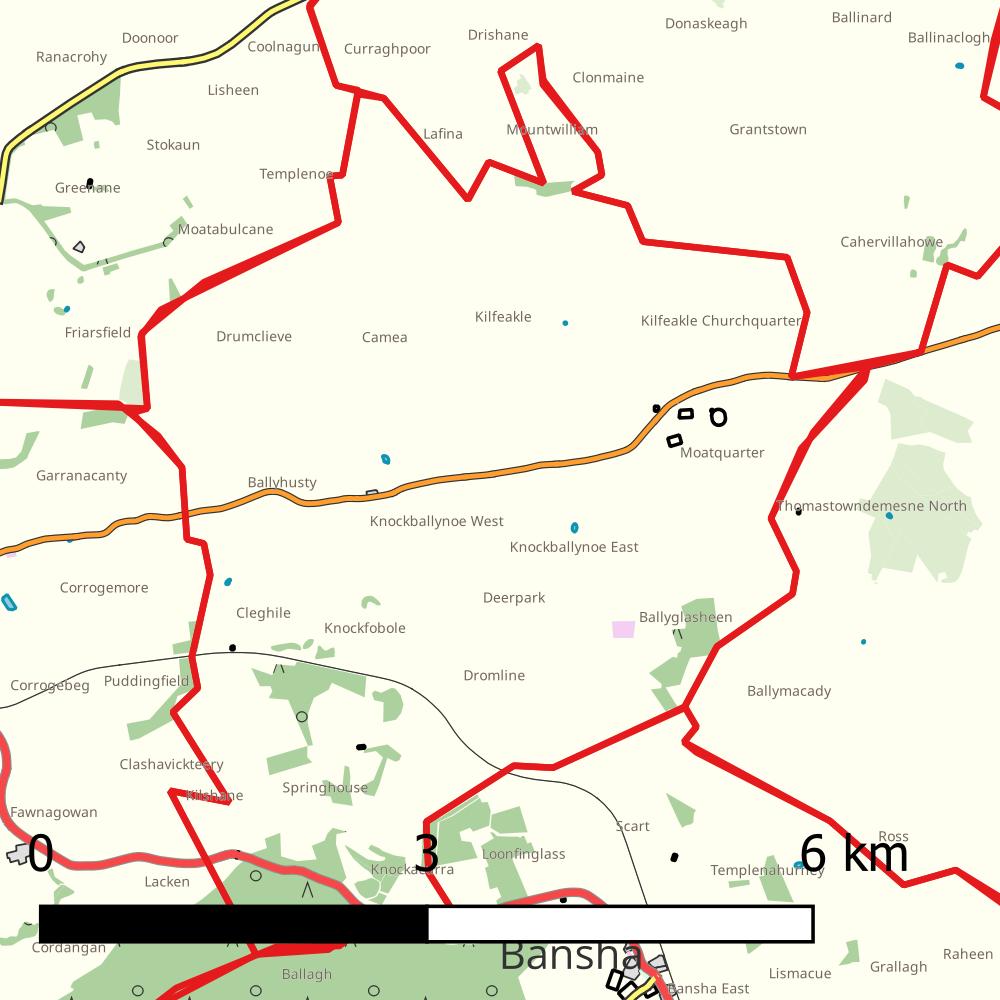 Ballinard
Donaskeagh
Drishane
Doonoor
Ballinaclogh
Coolnagun
Curraghpoor
Ranacrohy
Clonmaine
Lisheen
Lafina
Mountwilliam
Grantstown
Stokaun
Templenoe
Greenane
Moatabulcane
Cahervillahowe
Kilfeakle
Kilfeakle Churchquarter
Friarsfield
Drumclieve
Camea
Moatquarter
Garranacanty
Ballyhusty
Thomastowndemesne North
Knockballynoe West
Knockballynoe East
Corrogemore
Deerpark
Cleghile
Ballyglasheen
Knockfobole
Dromline
Puddingfield
Corrogebeg
Ballymacady
Clashavickteery
Springhouse
Kilshane
Fawnagowan
Scart
Ross
0 3 6 km
Loonfinglass
Knockacurra
Templenahurney
Lacken
Cordangan
Bansha
Raheen
Grallagh
Ballagh
Lismacue
Bansha East